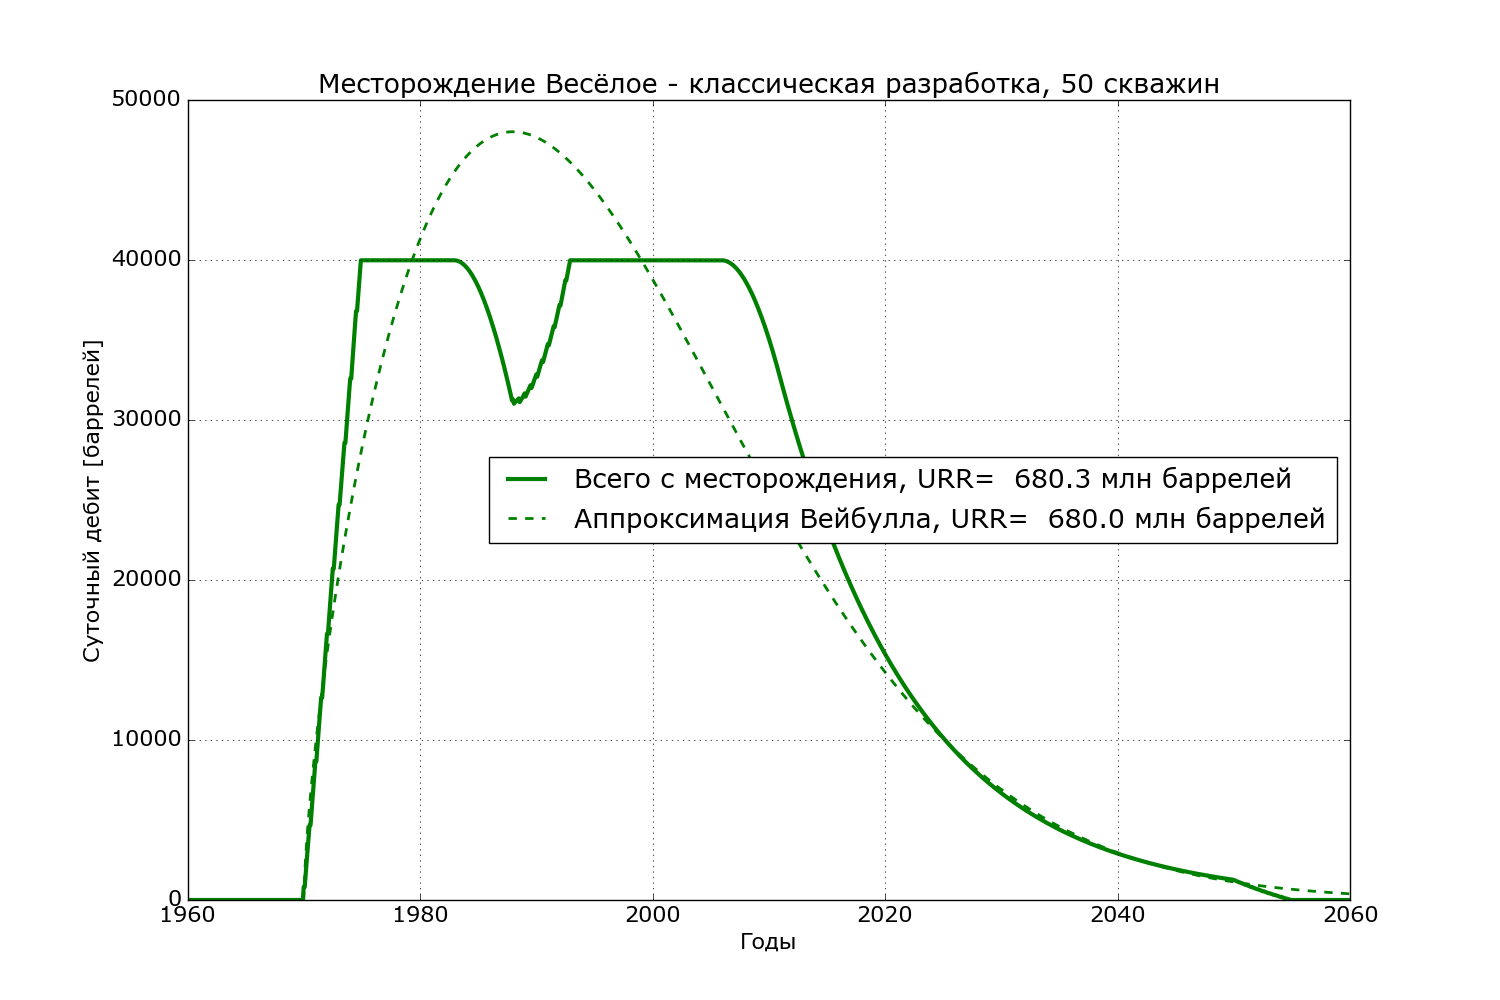 Месторождение Весёлое - классическая разработка, 50 скважин
50000
40000
30000
20000
10000
0
Суточный дебит [баррелей]
Всего с месторождения, URR=  680.3 млн баррелей
Аппроксимация Вейбулла, URR=  680.0 млн баррелей
1960 1980 2000 2020 2040 2060
Годы